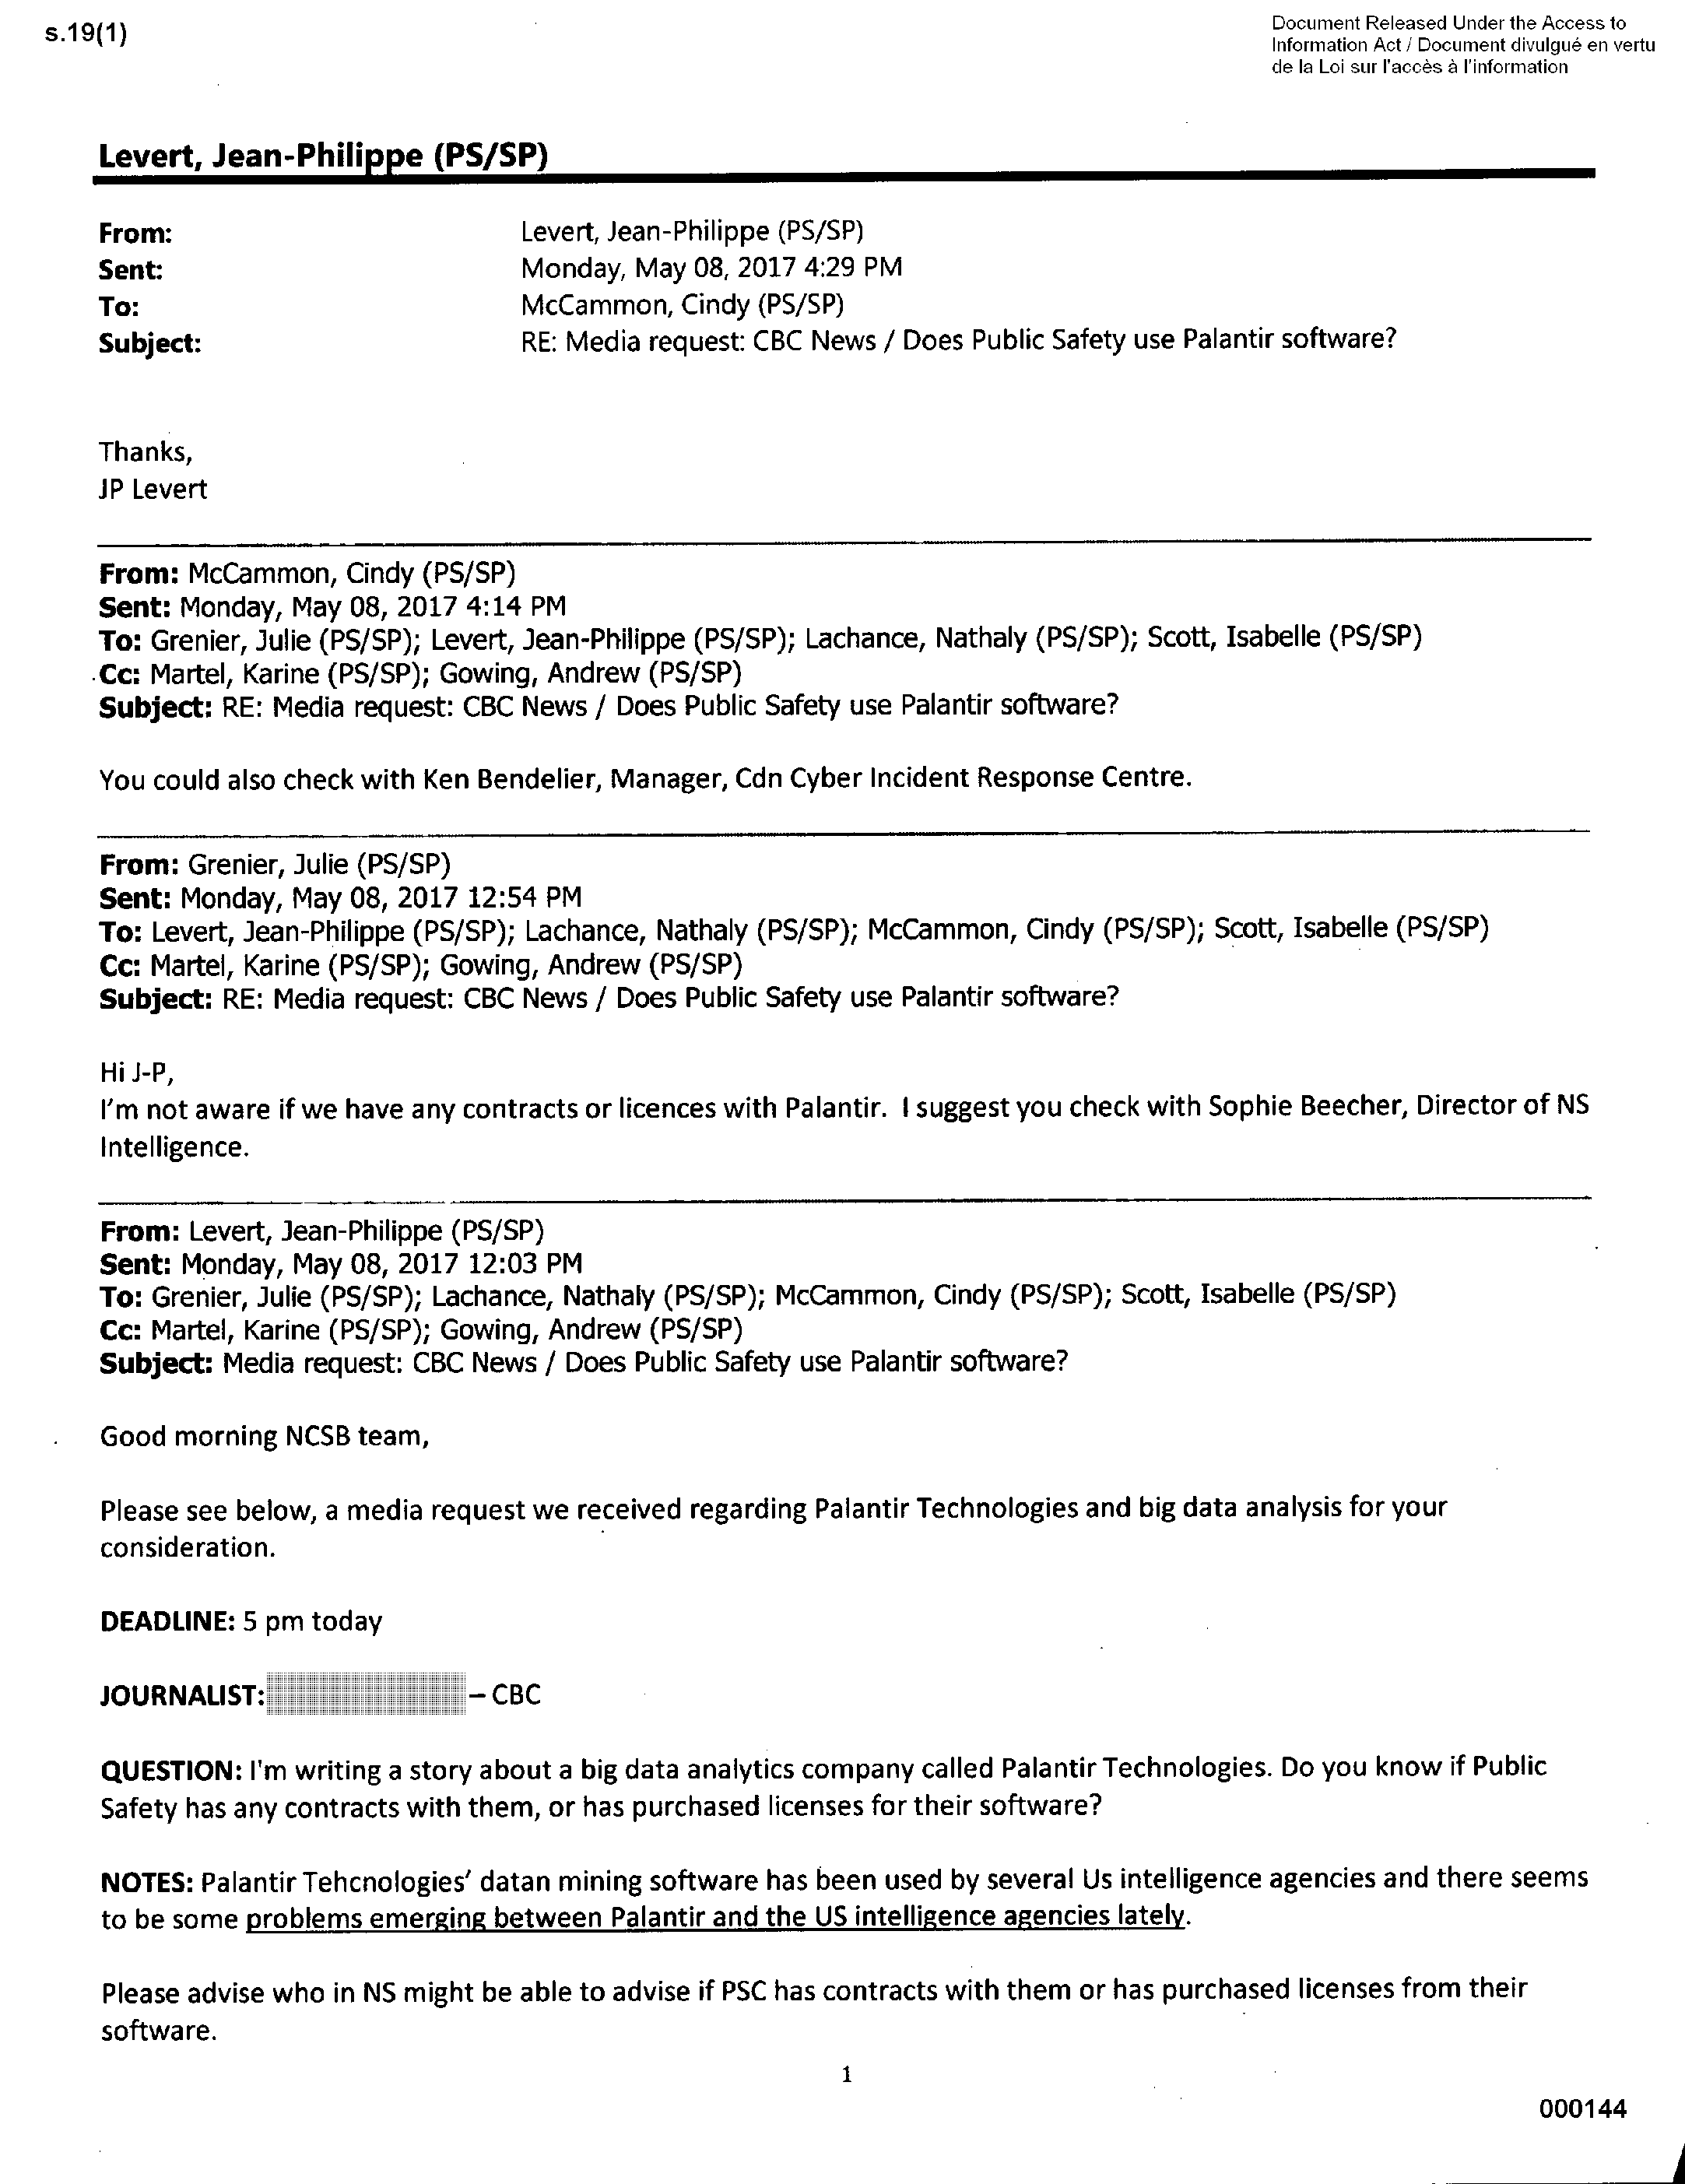 s.19(1)
Document Released Under the Access to
Information Act / Document divulgué en vertu
de la Loi sur l'accès à l'information
Levert, Jean-Philippe (PS/SP)
From: Levert, Jean-Philippe (PS/SP)
Sent: Monday, May 08, 2017 4:29 PM
To: McCammon, Cindy (PS/SP)
Subject: RE: Media request: CBC News / Does Public Safety use Palantir software?
Thanks,
JP Levert
From: McCammon, Cindy (PS/SP)
Sent: Monday, May 08, 2017 4:14 PM
To: Grenier, Julie (PS/SP); Levert, Jean-Philippe (PS/SP); Lachance, Nathaly (PS/SP); Scott, Isabelle (PS/SP)
Cc: Martel, Karine (PS/SP); Gowing, Andrew (PS/SP)
Subject: RE: Media request: CBC News / Does Public Safety use Palantir software?
You could also check with Ken Bendelier, Manager, Cdn Cyber Incident Response Centre.
From: Grenier, Julie (PS/SP)
Sent: Monday, May 08, 2017 12:54 PM
To: Levert, Jean-Philippe (PS/SP); Lachance, Nathaly (PS/SP); McCammon, Cindy (PS/SP); Scott, Isabelle (PS/SP)
Cc: Martel, Karine (PS/SP); Gowing, Andrew (PS/SP)
Subject: RE: Media request: CBC News / Does Public Safety use Palantir software?
Hi J-P,
I'm not aware if we have any contracts or licences with Palantir. I suggest you check with Sophie Beecher, Director of NS
Intelligence.
From: Levert, Jean-Philippe (PS/SP)
Sent: Monday, May 08, 2017 12:03 PM
To: Grenier, Julie (PS/SP); Lachance, Nathaly (PS/SP); McCammon, Cindy (PS/SP); Scott, Isabelle (PS/SP)
Cc: Martel, Karine (PS/SP); Gowing, Andrew (PS/SP)
Subject: Media request: CBC News / Does Public Safety use Palantir software?
Good morning NCSB team,
Please see below, a media request we received regarding Palantir Technologies and big data analysis for your
consideration.
DEADLINE: 5 pm today
JOURNALIST: – CBC
QUESTION: I'm writing a story about a big data analytics company called Palantir Technologies. Do you know if Public
Safety has any contracts with them, or has purchased licenses for their software?
NOTES: Palantir Tehcnologies' datan mining software has been used by several Us intelligence agencies and there seems
to be some problems emerging between Palantir and the US intelligence agencies lately.
Please advise who in NS might be able to advise if PSC has contracts with them or has purchased licenses from their
software.
1
000144